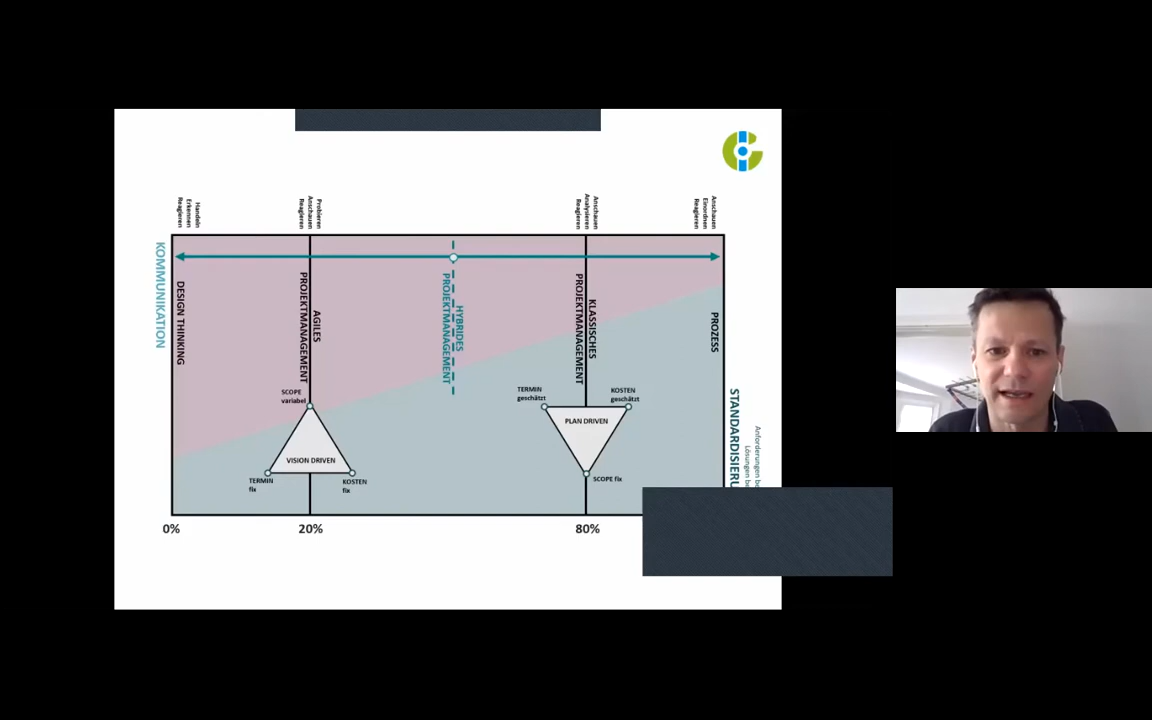 Handeln
Erkennen
Reagieren
Probieren
Anschauen
Reagieren
Anschauen
Analysieren
Reagieren
Anschauen
Einordnen
Reagieren
KOMMUNIKATION
DESIGN THINKING
AGILES
PROJEKTMANAGEMENT
HYBRIDES
PROJEKTMANAGEMENT
KLASSISCHES
PROJEKTMANAGEMENT
PROZESS
SCOPE
variabel
VISION DRIVEN
TERMIN
fix
KOSTEN
fix
TERMIN
geschätzt
KOSTEN
geschätzt
PLAN DRIVEN
SCOPE fix
Anforderungen
Lösungen
0%
20%
80%